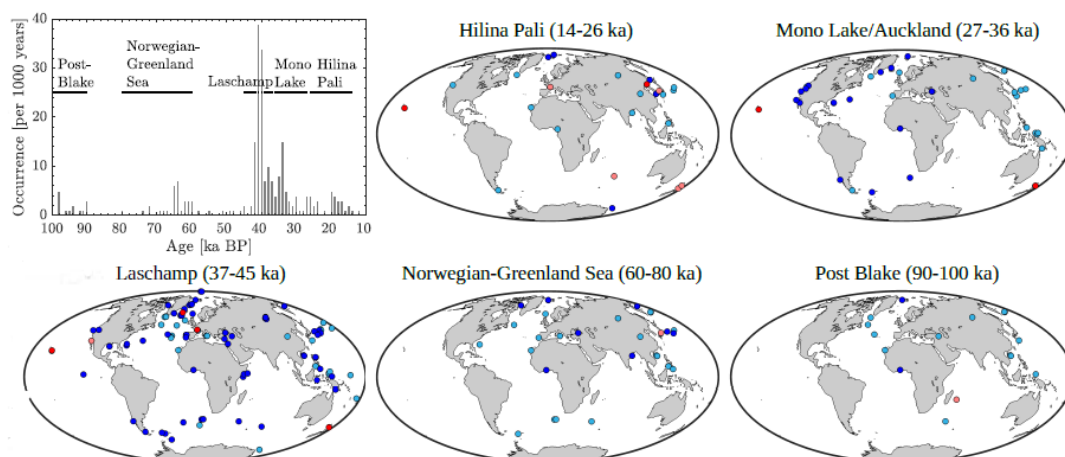 Occurrence [per 1000 years]
40
30
20
10
0
Post-
Blake
Norwegian-
Greenland
Sea
Laschamp
Mono
Lake
Hilina
Pali
100 90 80 70 60 50 40 30 20 10
Age [ka BP]
Hilina Pali (14-26 ka)
Mono Lake/Auckland (27-36 ka)
Laschamp (37-45 ka)
Norwegian-Greenland Sea (60-80 ka)
Post Blake (90-100 ka)